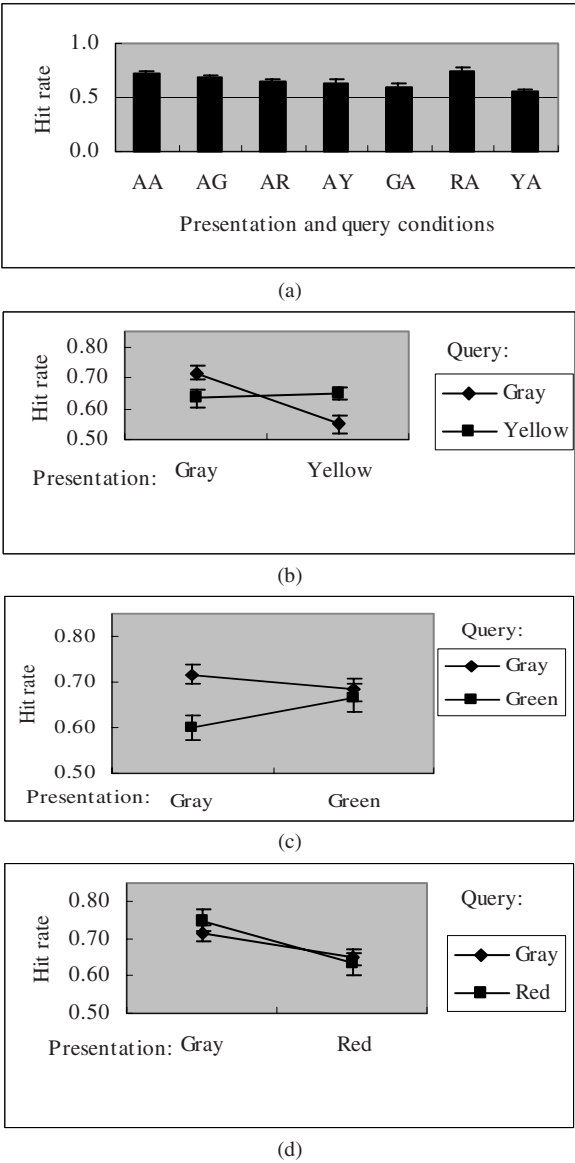 1.0
0.5
0.0
Hit rate
AA AG AR AY GA RA YA
Presentation and query conditions
(a)
0.80
0.70
0.60
0.50
Hit rate
Presentation: Gray Yellow
Query:
Gray
Yellow
(b)
0.80
0.70
0.60
0.50
Hit rate
Presentation: Gray Green
Query:
Gray
Green
(c)
0.80
0.70
0.60
0.50
Hit rate
Presentation: Gray Red
Query:
Gray
Red
(d)